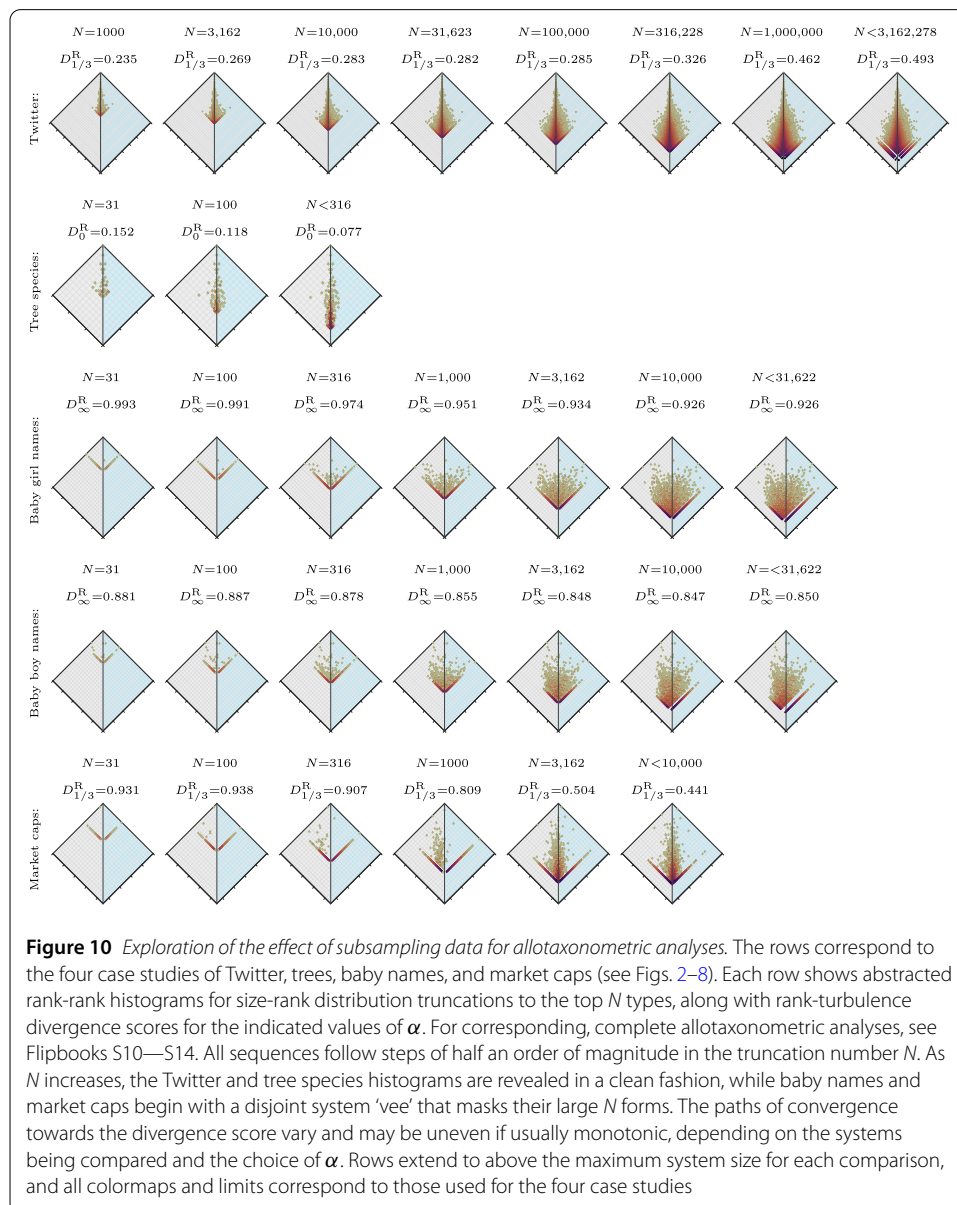 N=1000 N=3,162 N=10,000 N=31,623 N=100,000 N=316,228 N=1,000,000 N<3,162,278
D^R_{1/3}=0.235 D^R_{1/3}=0.269 D^R_{1/3}=0.283 D^R_{1/3}=0.282 D^R_{1/3}=0.285 D^R_{1/3}=0.326 D^R_{1/3}=0.462 D^R_{1/3}=0.493
Twitter:
N=31 N=100 N<316
D^R_0=0.152 D^R_0=0.118 D^R_0=0.077
Tree species:
N=31 N=100 N=316 N=1,000 N=3,162 N=10,000 N<31,622
D^R_∞=0.993 D^R_∞=0.991 D^R_∞=0.974 D^R_∞=0.951 D^R_∞=0.934 D^R_∞=0.926 D^R_∞=0.926
Baby girl names:
N=31 N=100 N=316 N=1,000 N=3,162 N=10,000 N=<31,622
D^R_∞=0.881 D^R_∞=0.887 D^R_∞=0.878 D^R_∞=0.855 D^R_∞=0.848 D^R_∞=0.847 D^R_∞=0.850
Baby boy names:
N=31 N=100 N=316 N=1000 N=3,162 N<10,000
D^R_{1/3}=0.931 D^R_{1/3}=0.938 D^R_{1/3}=0.907 D^R_{1/3}=0.809 D^R_{1/3}=0.504 D^R_{1/3}=0.441
Market caps:
Figure 10 Exploration of the effect of subsampling data for allotaxonometric analyses. The rows correspond to
the four case studies of Twitter, trees, baby names, and market caps (see Figs. 2–8). Each row shows abstracted
rank-rank histograms for size-rank distribution truncations to the top N types, along with rank-turbulence
divergence scores for the indicated values of α. For corresponding, complete allotaxonometric analyses, see
Flipbooks S10—S14. All sequences follow steps of half an order of magnitude in the truncation number N. As
N increases, the Twitter and tree species histograms are revealed in a clean fashion, while baby names and
market caps begin with a disjoint system ‘vee’ that masks their large N forms. The paths of convergence
towards the divergence score vary and may be uneven if usually monotonic, depending on the systems
being compared and the choice of α. Rows extend to above the maximum system size for each comparison,
and all colormaps and limits correspond to those used for the four case studies